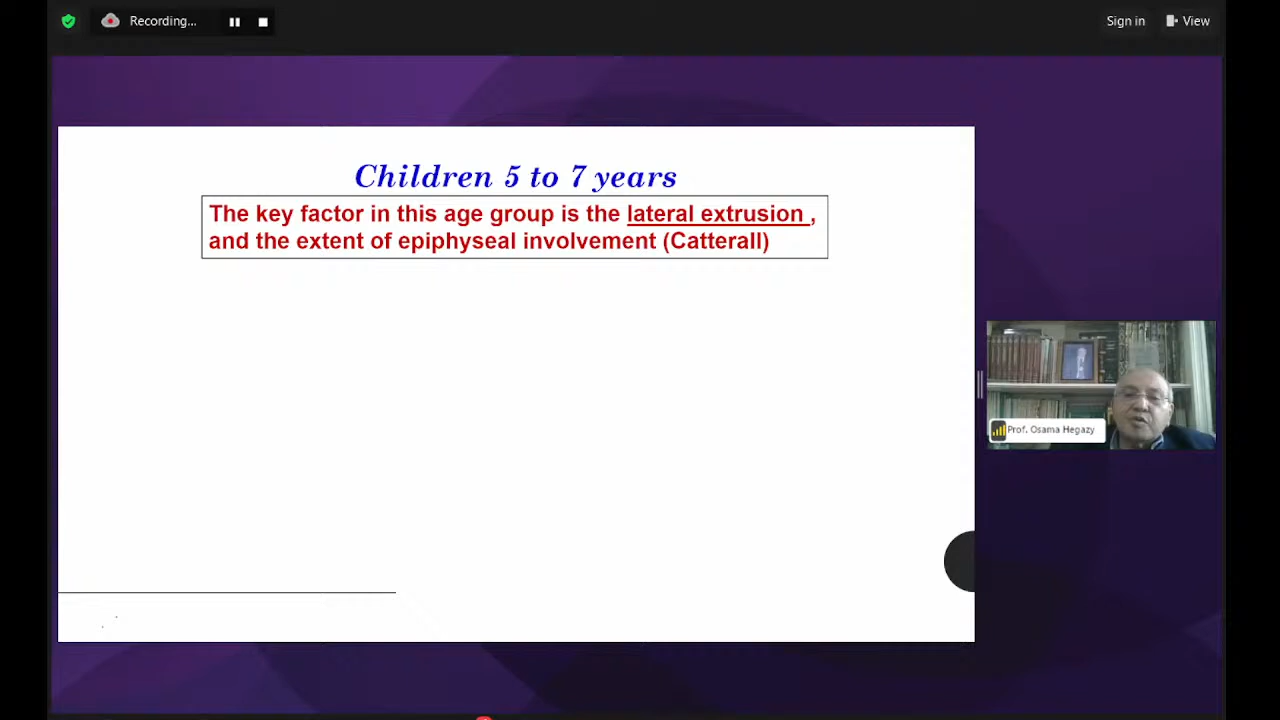 Recording...
Sign in
View
Children 5 to 7 years
The key factor in this age group is the lateral extrusion ,
and the extent of epiphyseal involvement (Catterall)
Prof. Osama Hegazy